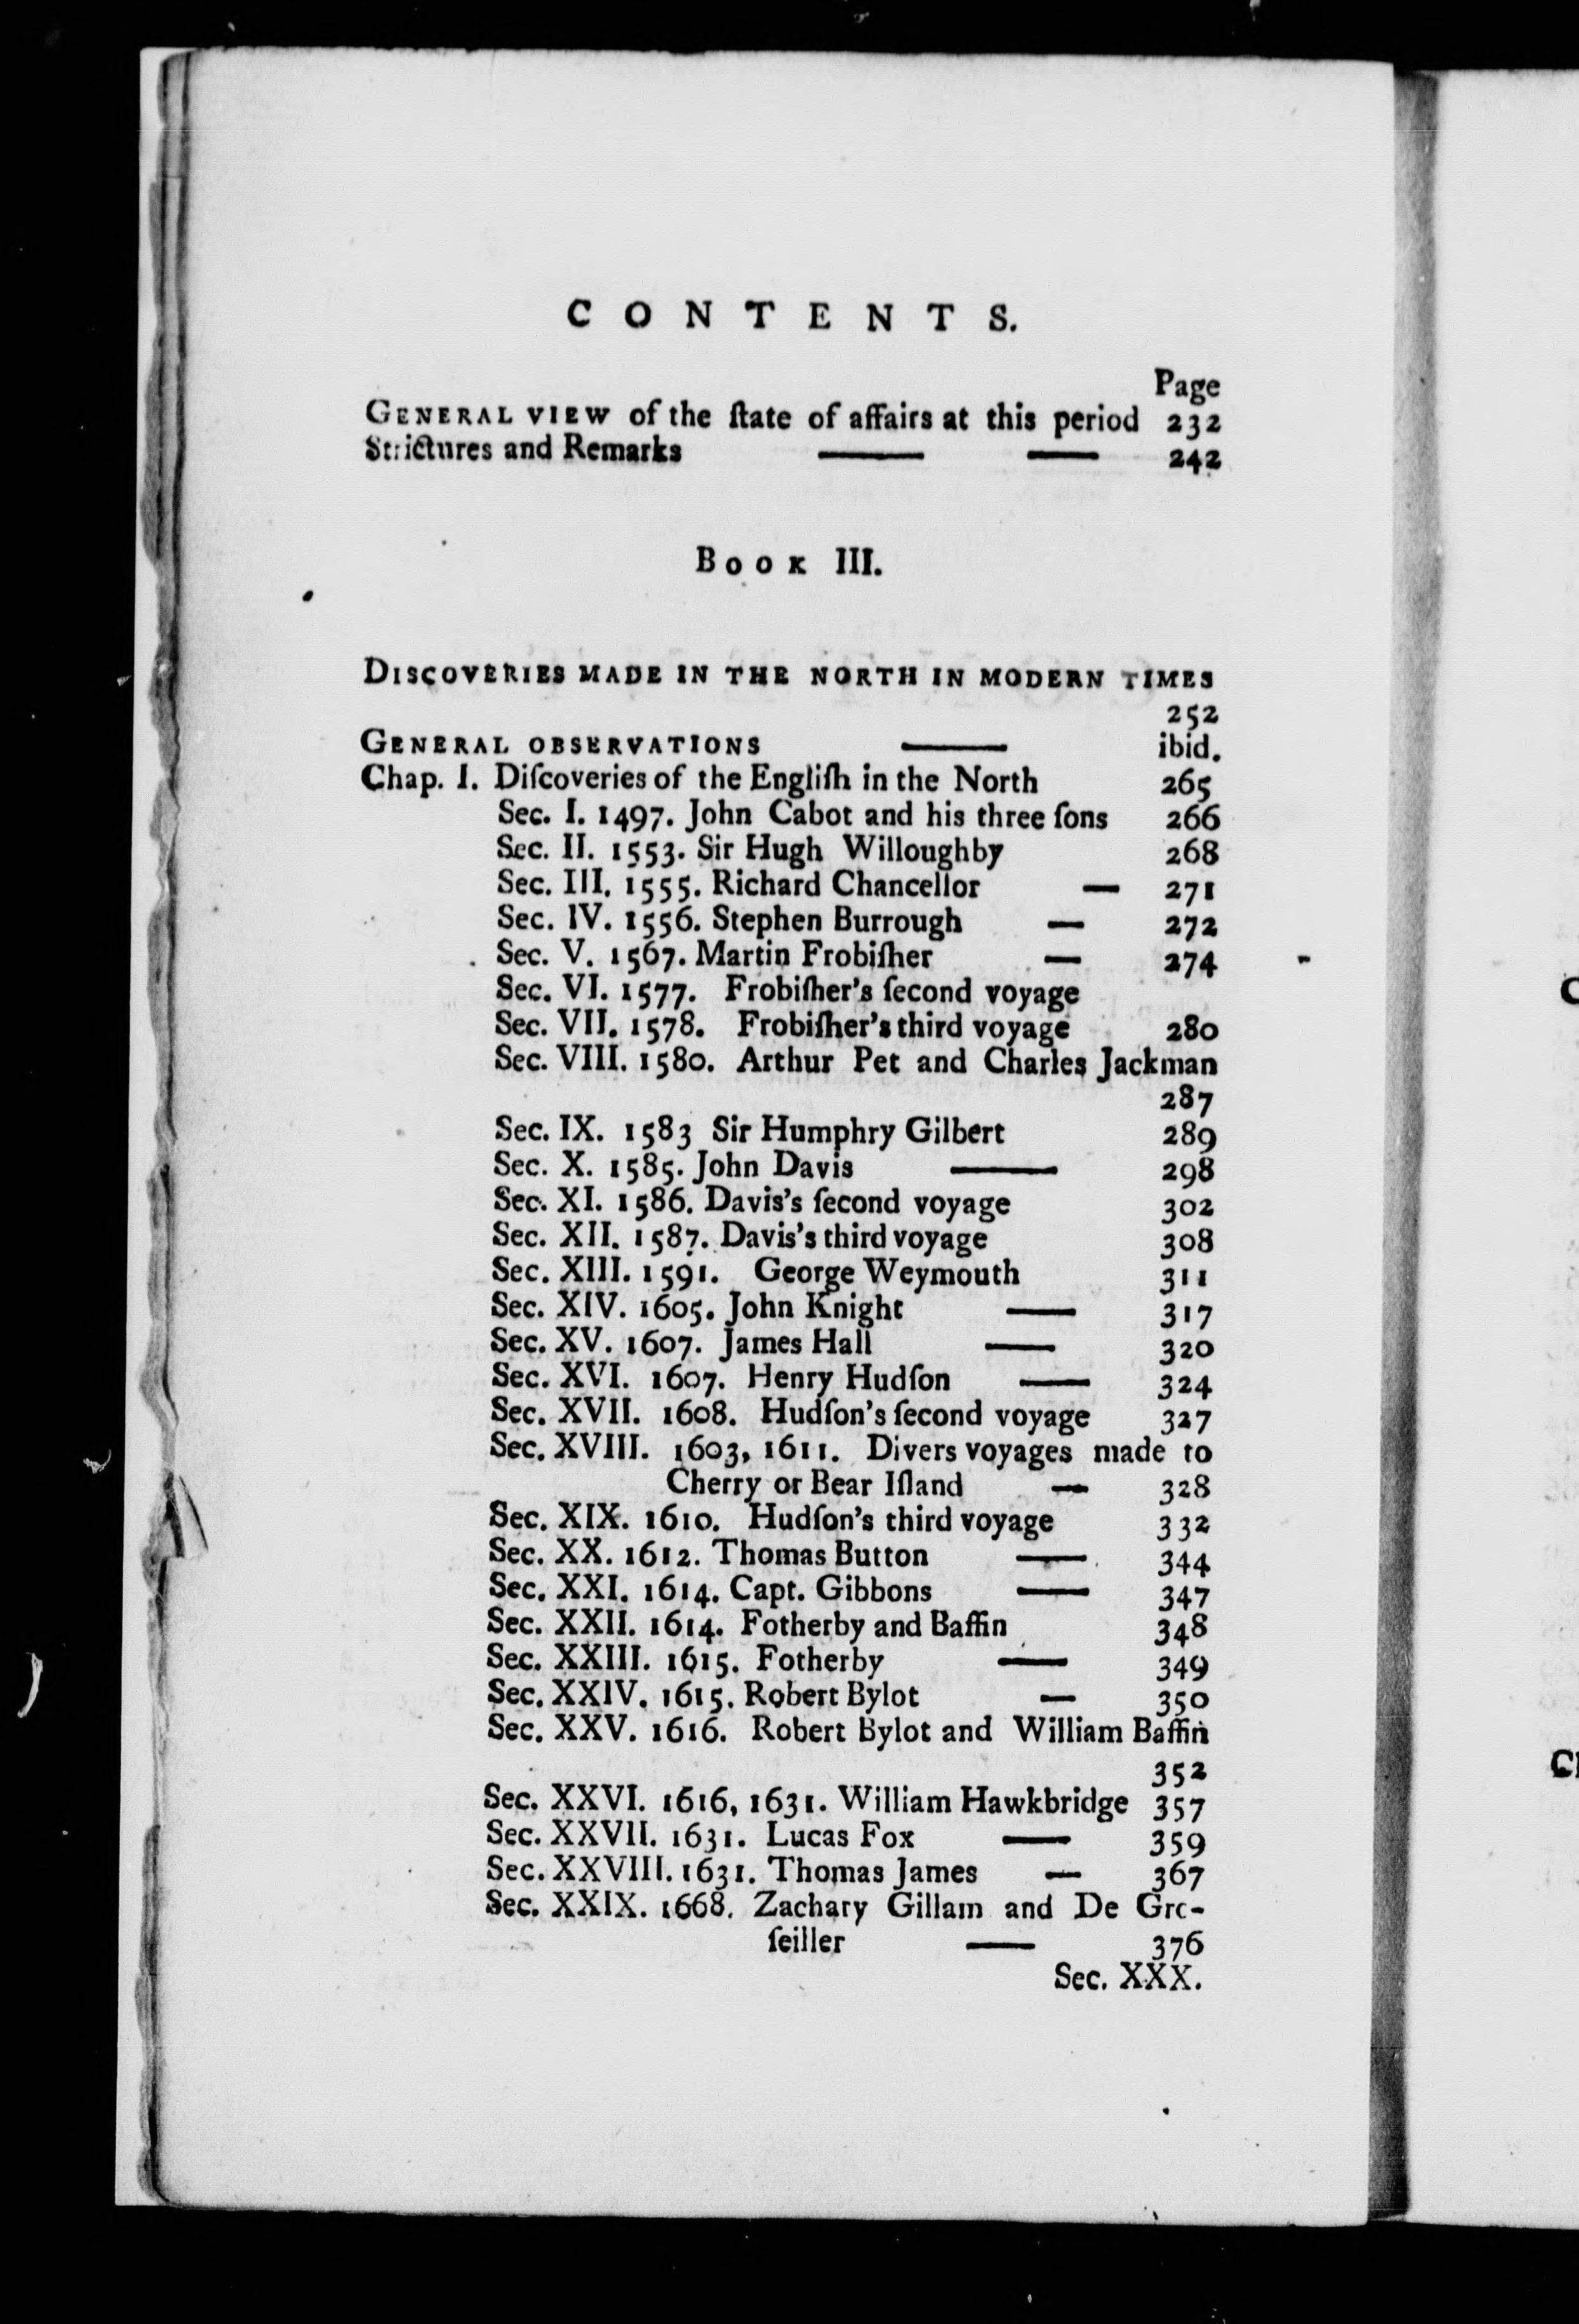 CONTENTS.
Page
GENERAL VIEW of the ſtate of affairs at this period 232
Strictures and Remarks —— —— 242
BOOK III.
DISCOVERIES MADE IN THE NORTH IN MODERN TIMES
252
GENERAL OBSERVATIONS —— ibid.
Chap. I. Diſcoveries of the Engliſh in the North 265
Sec. I. 1497. John Cabot and his three ſons 266
Sec. II. 1553. Sir Hugh Willoughby 268
Sec. III. 1555. Richard Chancellor — 271
Sec. IV. 1556. Stephen Burrough — 272
Sec. V. 1567. Martin Frobiſher — 274
Sec. VI. 1577. Frobiſher's ſecond voyage
Sec. VII. 1578. Frobiſher's third voyage 280
Sec. VIII. 1580. Arthur Pet and Charles Jackman
287
Sec. IX. 1583 Sir Humphry Gilbert 289
Sec. X. 1585. John Davis —— 298
Sec. XI. 1586. Davis's ſecond voyage 302
Sec. XII. 1587. Davis's third voyage 308
Sec. XIII. 1591. George Weymouth 311
Sec. XIV. 1605. John Knight —— 317
Sec. XV. 1607. James Hall —— 320
Sec. XVI. 1607. Henry Hudſon —— 324
Sec. XVII. 1608. Hudſon's ſecond voyage 327
Sec. XVIII. 1603, 1611. Divers voyages made to
Cherry or Bear Iſland — 328
Sec. XIX. 1610. Hudſon's third voyage 332
Sec. XX. 1612. Thomas Button —— 344
Sec. XXI. 1614. Capt. Gibbons —— 347
Sec. XXII. 1614. Fotherby and Baffin 348
Sec. XXIII. 1615. Fotherby —— 349
Sec. XXIV. 1615. Robert Bylot — 350
Sec. XXV. 1616. Robert Bylot and William Baffin
352
Sec. XXVI. 1616, 1631. William Hawkbridge 357
Sec. XXVII. 1631. Lucas Fox —— 359
Sec. XXVIII. 1631. Thomas James — 367
Sec. XXIX. 1668. Zachary Gillam and De Gre-
ſeiller —— 376
Sec. XXX.